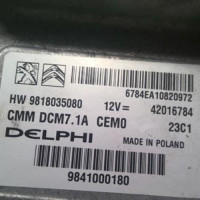 6784EA10820972
HW 9818035080 12V= 42016784
CMM DCM7.1A CEM0 23C1
DELPHI MADE IN POLAND
9841000180